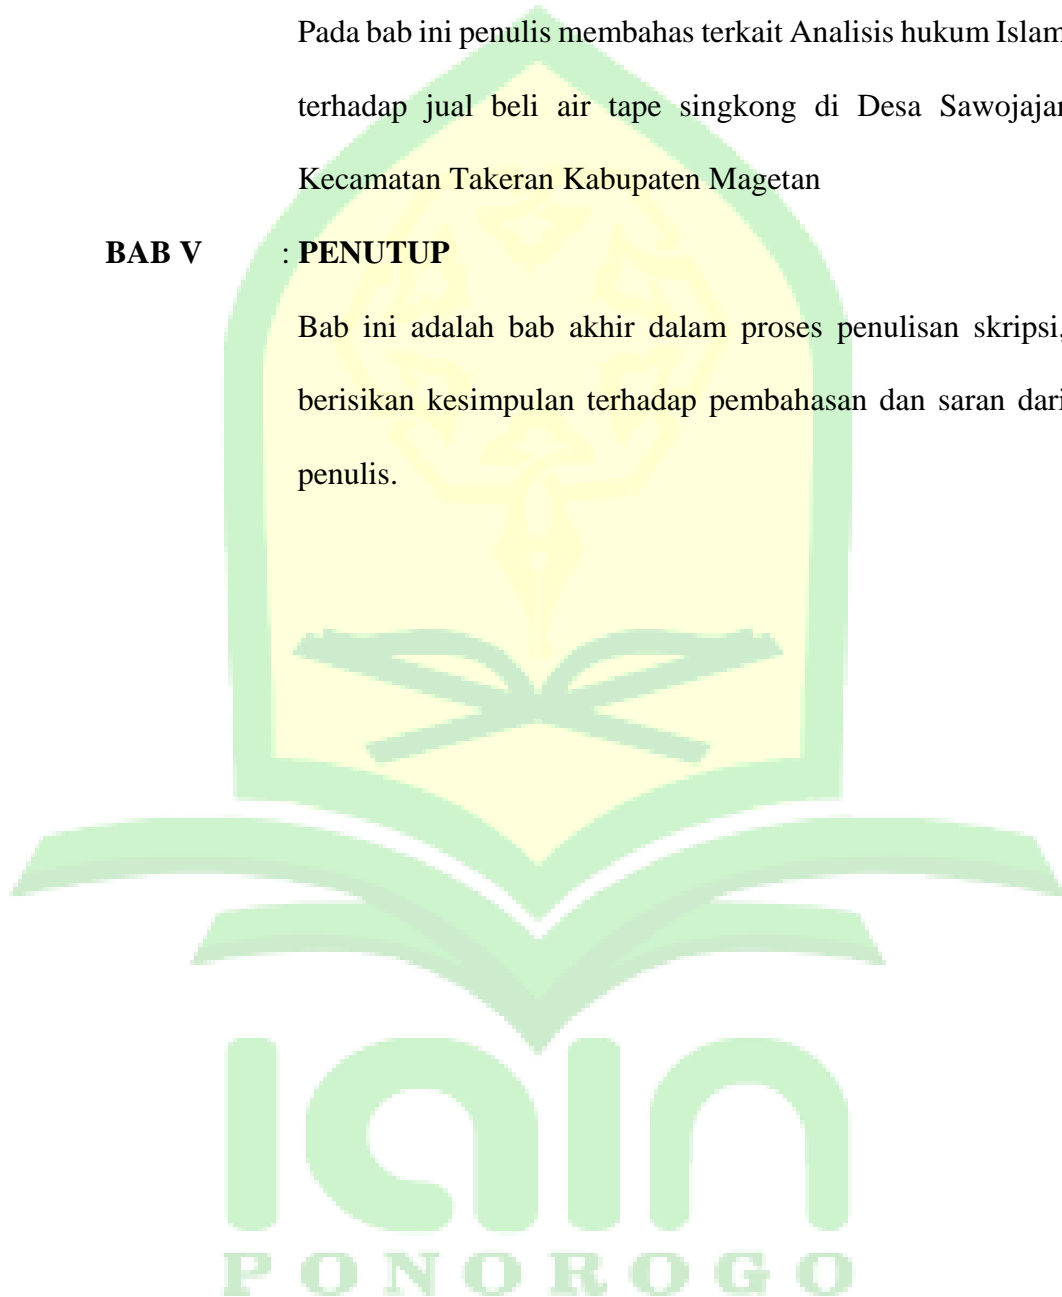 Pada bab ini penulis membahas terkait Analisis hukum Islam
terhadap jual beli air tape singkong di Desa Sawojajar
Kecamatan Takeran Kabupaten Magetan
BAB V : PENUTUP
Bab ini adalah bab akhir dalam proses penulisan skripsi,
berisikan kesimpulan terhadap pembahasan dan saran dari
penulis.
iain
PONOROGO